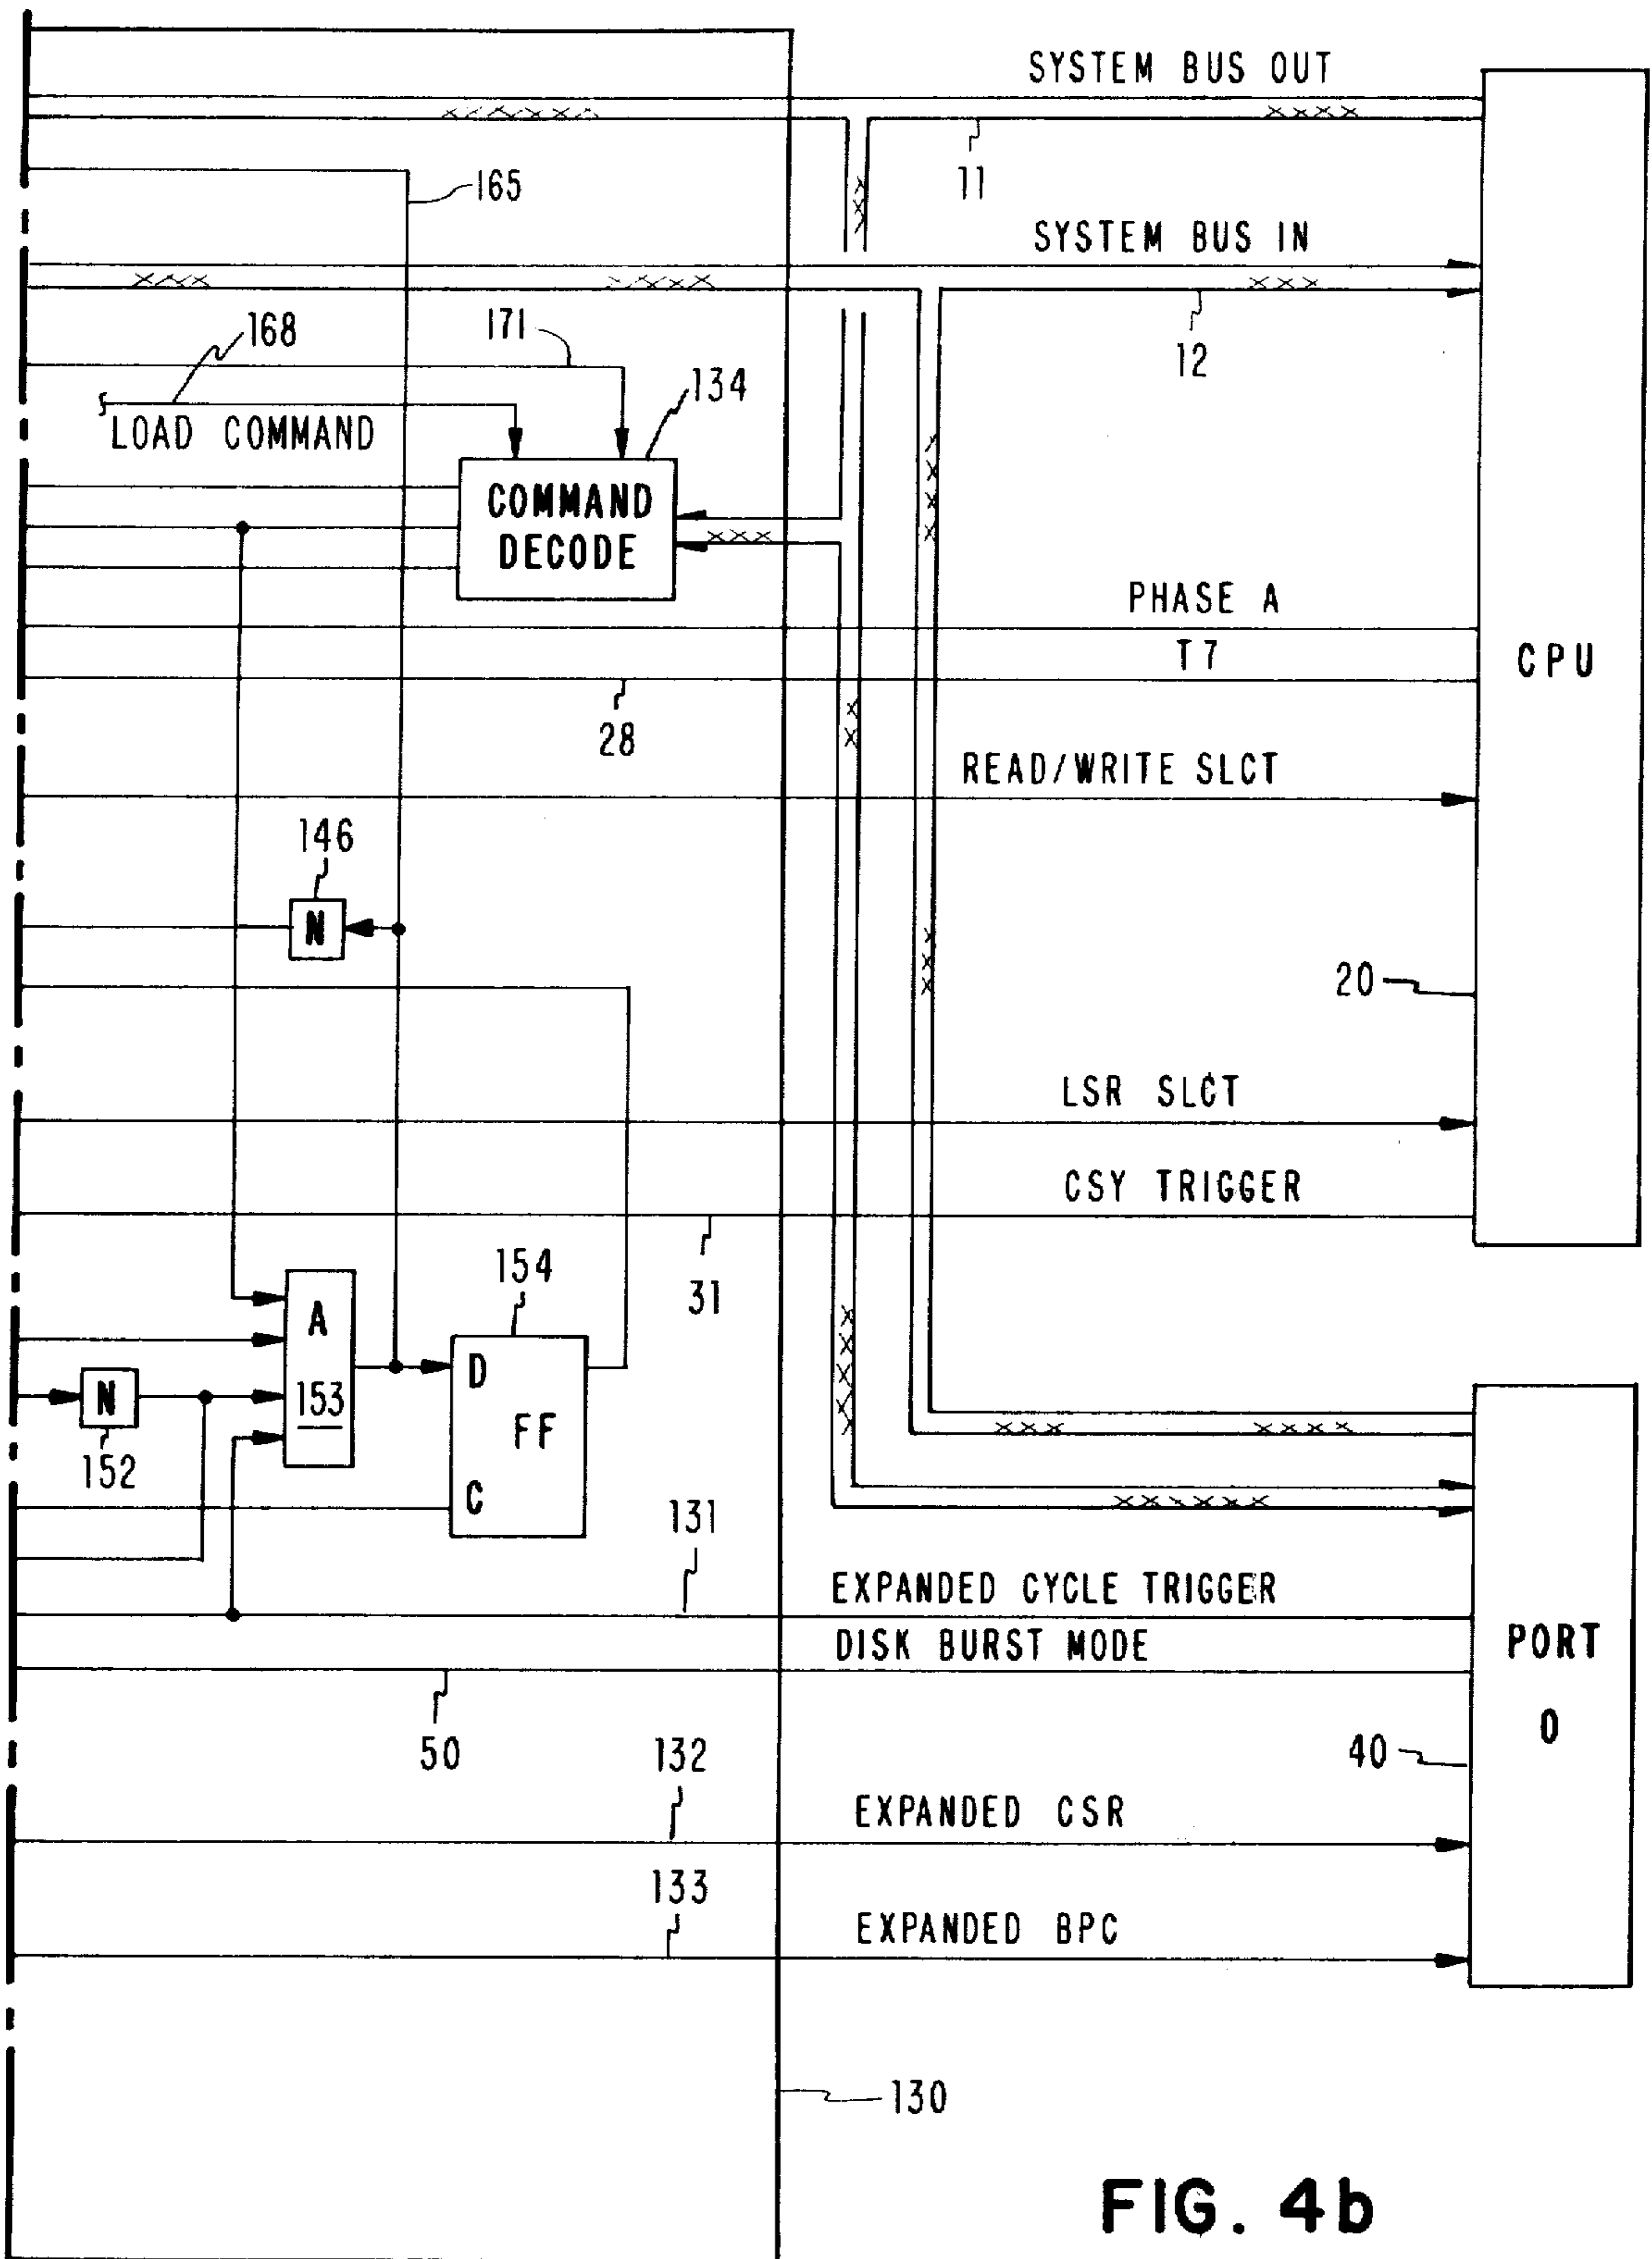 SYSTEM BUS OUT
11
165
SYSTEM BUS IN
12
168
171
134
LOAD COMMAND
COMMAND
DECODE
PHASE A
T7
CPU
28
READ/WRITE SLCT
146
N
20
LSR SLCT
CSY TRIGGER
31
154
A
153
D
FF
C
N
152
131
EXPANDED CYCLE TRIGGER
DISK BURST MODE
PORT
0
50
132
40
EXPANDED CSR
133
EXPANDED BPC
130
FIG. 4b